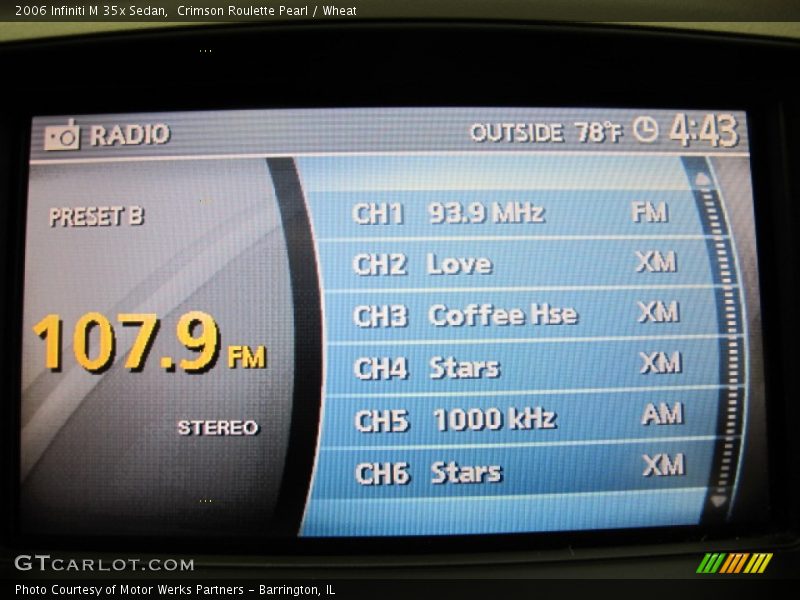 2006 Infiniti M 35x Sedan,  Crimson Roulette Pearl / Wheat
RADIO
OUTSIDE 78°F 4:43
PRESET B
107.9 FM
STEREO
CH1 93.9 MHz FM
CH2 Love XM
CH3 Coffee Hse XM
CH4 Stars XM
CH5 1000 kHz AM
CH6 Stars XM
GTCARLOT.COM
Photo Courtesy of Motor Werks Partners - Barrington, IL